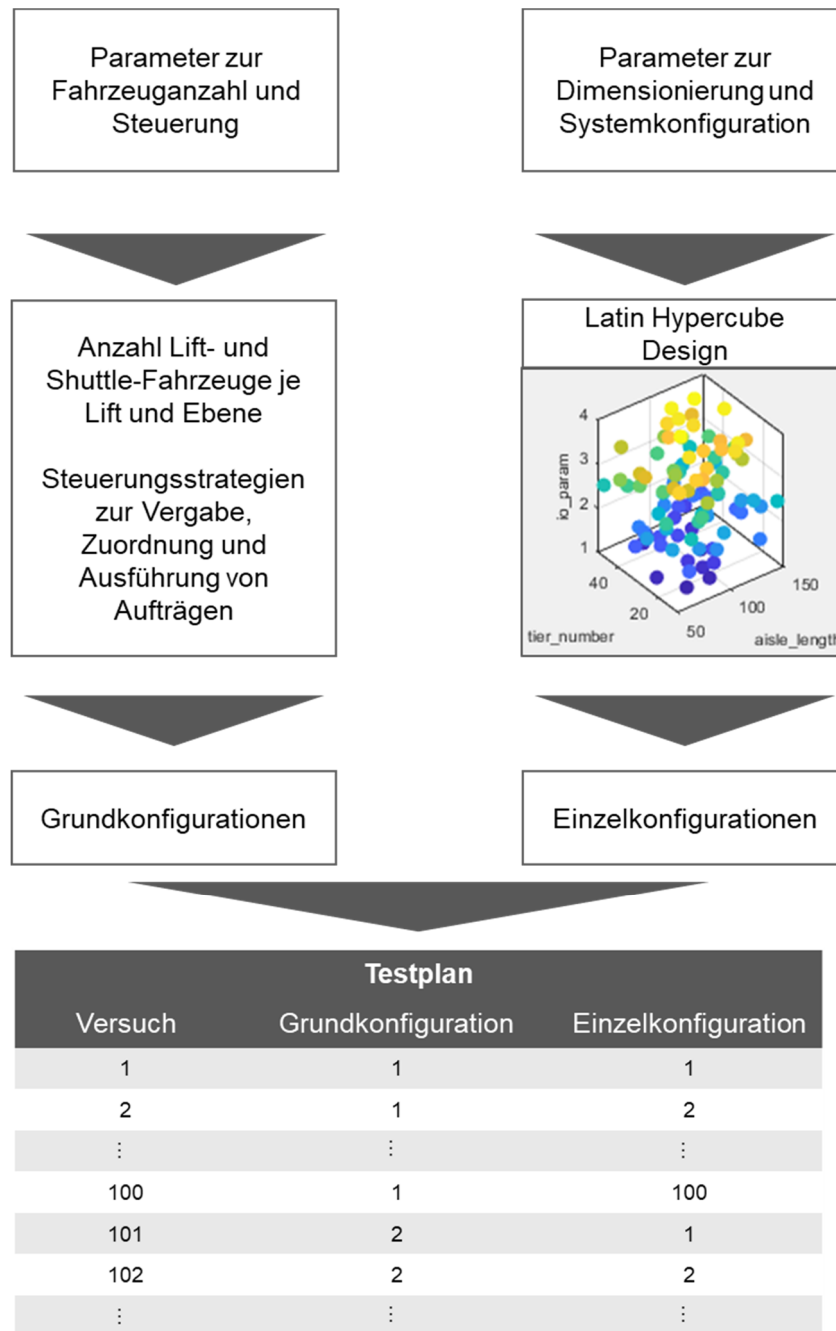 Parameter zur
Fahrzeuganzahl und
Steuerung
Parameter zur
Dimensionierung und
Systemkonfiguration
Anzahl Lift- und
Shuttle-Fahrzeuge je
Lift und Ebene
Steuerungsstrategien
zur Vergabe,
Zuordnung und
Ausführung von
Aufträgen
Latin Hypercube
Design
4
3
2
1
io_param
40
20
tier_number
50
100
150
aisle_length
Grundkonfigurationen
Einzelkonfigurationen
Testplan
Versuch Grundkonfiguration Einzelkonfiguration
1 1 1
2 1 2
⋮ ⋮ ⋮
100 1 100
101 2 1
102 2 2
⋮ ⋮ ⋮